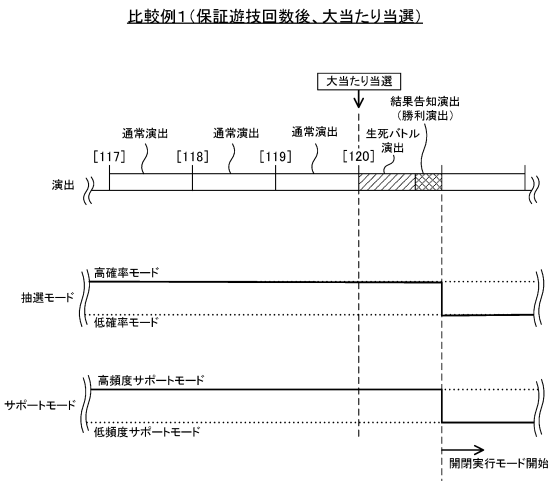 比較例1(保証遊技回数後、大当たり当選)
大当たり当選
結果告知演出
(勝利演出)
通常演出
通常演出
通常演出
生死バトル
演出
[117]
[118]
[119]
[120]
演出
高確率モード
抽選モード
低確率モード
高頻度サポートモード
サポートモード
低頻度サポートモード
開閉実行モード開始